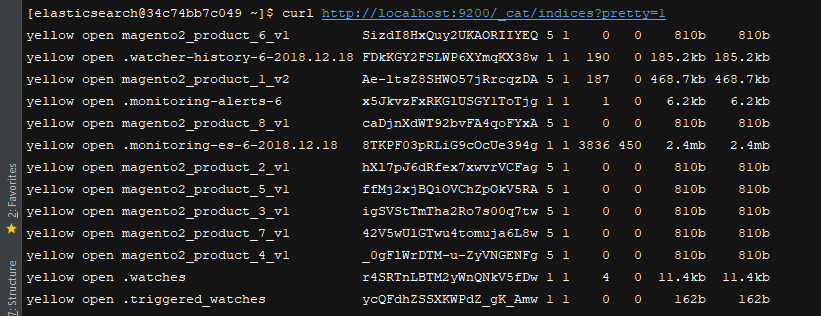 [elasticsearch@34c74bb7c049 ~]$ curl http://localhost:9200/_cat/indices?pretty=1
yellow open magento2_product_6_v1 SizdI8HxQuy2UKAORIIYEQ 5 1 0 0 810b 810b
yellow open .watcher-history-6-2018.12.18 FDkKGY2FSLWP6XYmqKX38w 1 1 190 0 185.2kb 185.2kb
yellow open magento2_product_1_v2 Ae-ltsZ8SHWO57jRrcqzDA 5 1 187 0 468.7kb 468.7kb
yellow open .monitoring-alerts-6 x5JkvzFxRKGlUSGYlToTjg 1 1 1 0 6.2kb 6.2kb
yellow open magento2_product_8_v1 caDjnXdWT92bvFA4qoFYxA 5 1 0 0 810b 810b
yellow open .monitoring-es-6-2018.12.18 8TKPF03pRLiG9cOcUe394g 1 1 3836 450 2.4mb 2.4mb
yellow open magento2_product_2_v1 hXl7pJ6dRfex7xwvrVCFag 5 1 0 0 810b 810b
yellow open magento2_product_5_v1 ffMj2xjBQiOVChZpOkV5RA 5 1 0 0 810b 810b
yellow open magento2_product_3_v1 igSVStTmTha2Ro7s00q7tw 5 1 0 0 810b 810b
yellow open magento2_product_7_v1 42V5wUlGTwu4tomuja6L8w 5 1 0 0 810b 810b
yellow open magento2_product_4_v1 _0gFlWrDTM-u-ZyVNGENFg 5 1 0 0 810b 810b
yellow open .watches r4SRTnLBTM2yWnQNkV5fDw 1 1 4 0 11.4kb 11.4kb
yellow open .triggered_watches ycQFdhZSSXKWPdZ_gK_Amw 1 1 0 0 162b 162b
2: Favorites
Z: Structure